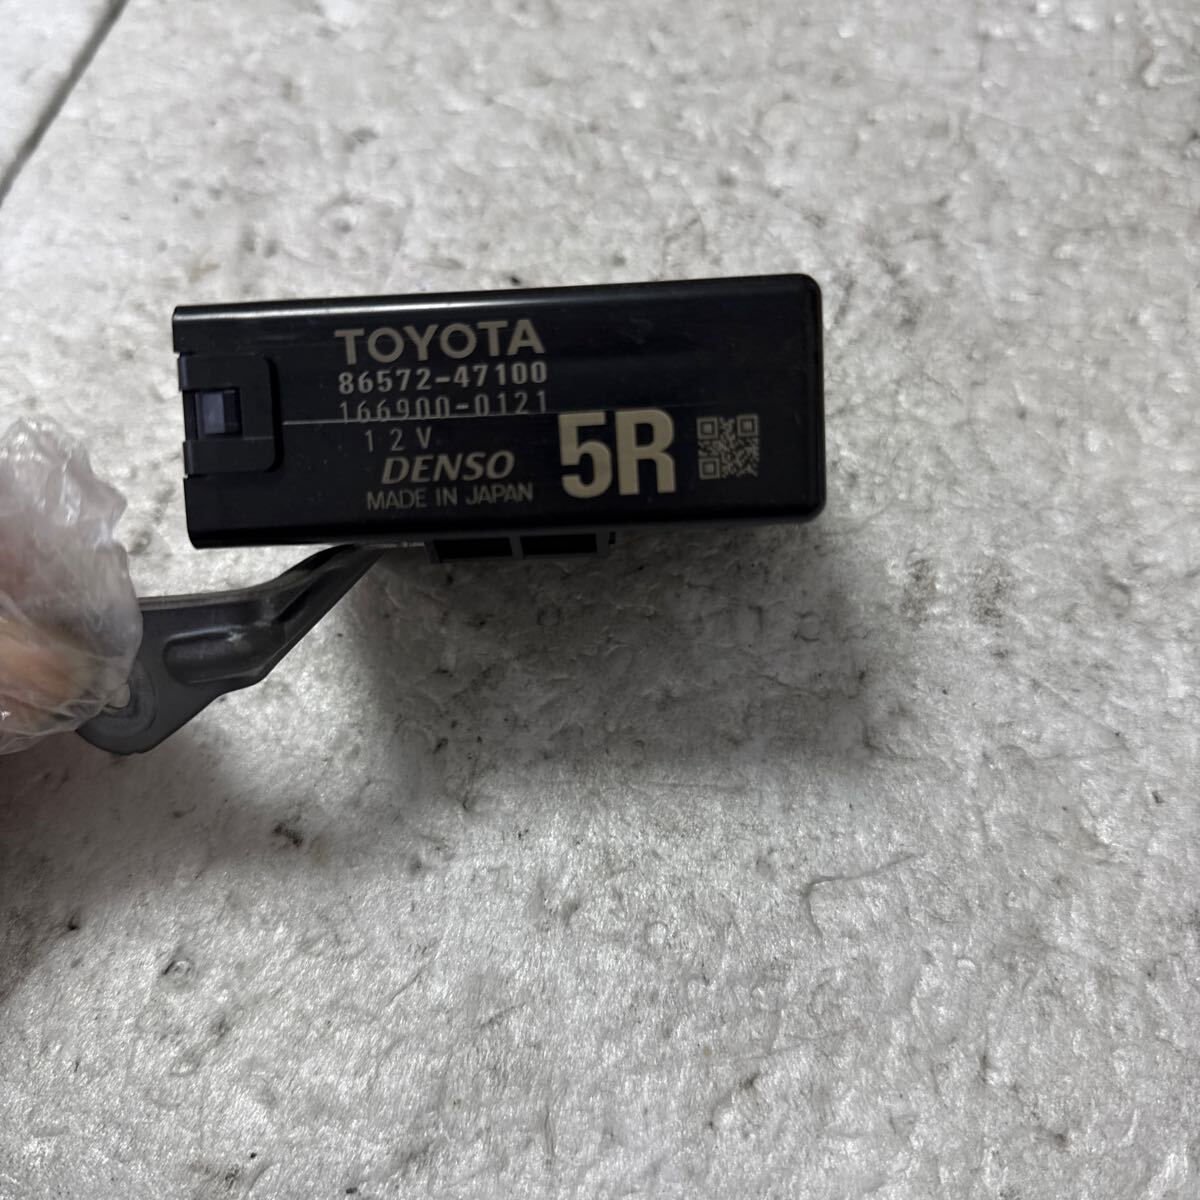 TOYOTA
86572-47100
166900-0121
12V
DENSO
MADE IN JAPAN
5R